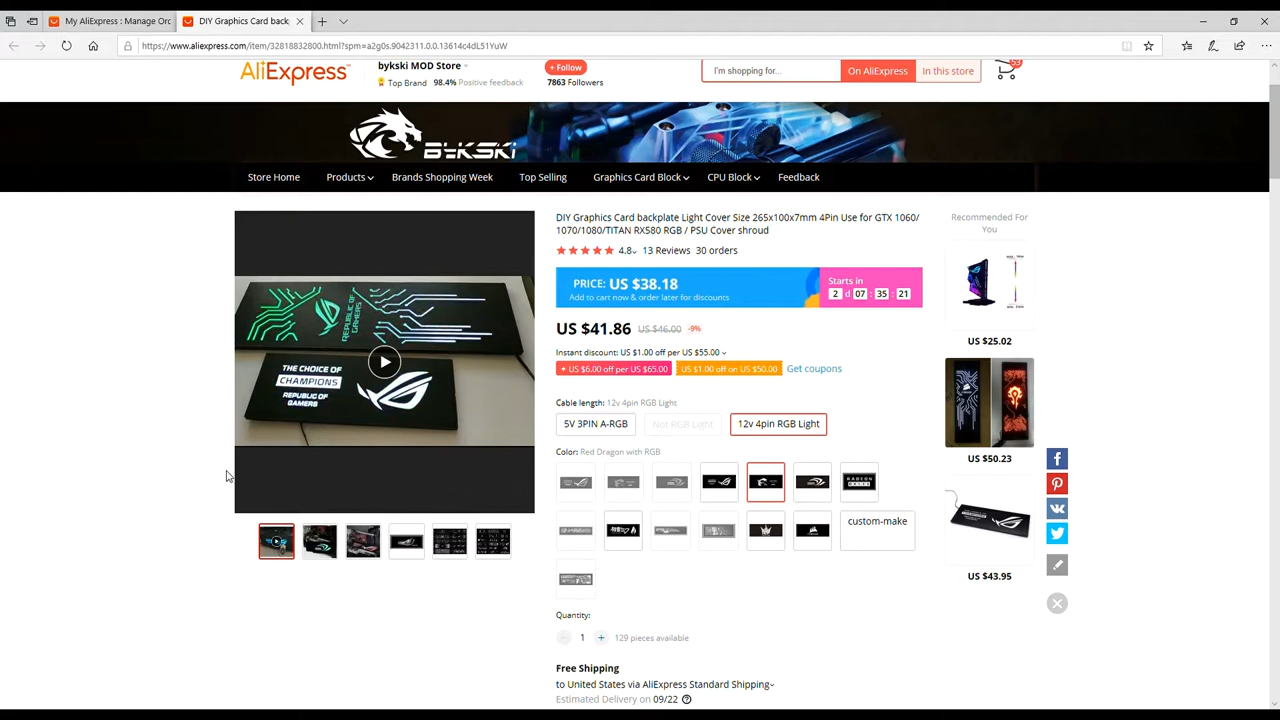 My AliExpress : Manage Orc
DIY Graphics Card back
https://www.aliexpress.com/item/32818832800.html?spm=a2g0s.9042311.0.0.13614c4dL51YuW
AliExpress™
bykski MOD Store
Top Brand 98.4% Positive feedback
+ Follow
7863 Followers
I'm shopping for...
On AliExpress
In this store
53
BYKSKI
Store Home
Products
Brands Shopping Week
Top Selling
Graphics Card Block
CPU Block
Feedback
DIY Graphics Card backplate Light Cover Size 265x100x7mm 4Pin Use for GTX 1060/
1070/1080/TITAN RX580 RGB / PSU Cover shroud
4.8 13 Reviews 30 orders
PRICE: US $38.18
Add to cart now & order later for discounts
Starts in
2 d 07 : 35 : 21
US $41.86 US $46.00 -9%
Instant discount: US $1.00 off per US $55.00
+ US $6.00 off per US $65.00
US $1.00 off on US $50.00
Get coupons
Cable length: 12v 4pin RGB Light
5V 3PIN A-RGB
Not RGB Light
12v 4pin RGB Light
Color: Red Dragon with RGB
RADEON
custom-make
Quantity:
1
129 pieces available
Free Shipping
to United States via AliExpress Standard Shipping
Estimated Delivery on 09/22
REPUBLIC OF
GAMERS
THE CHOICE OF
CHAMPIONS
REPUBLIC OF
GAMERS
Recommended For
You
US $25.02
US $50.23
US $43.95